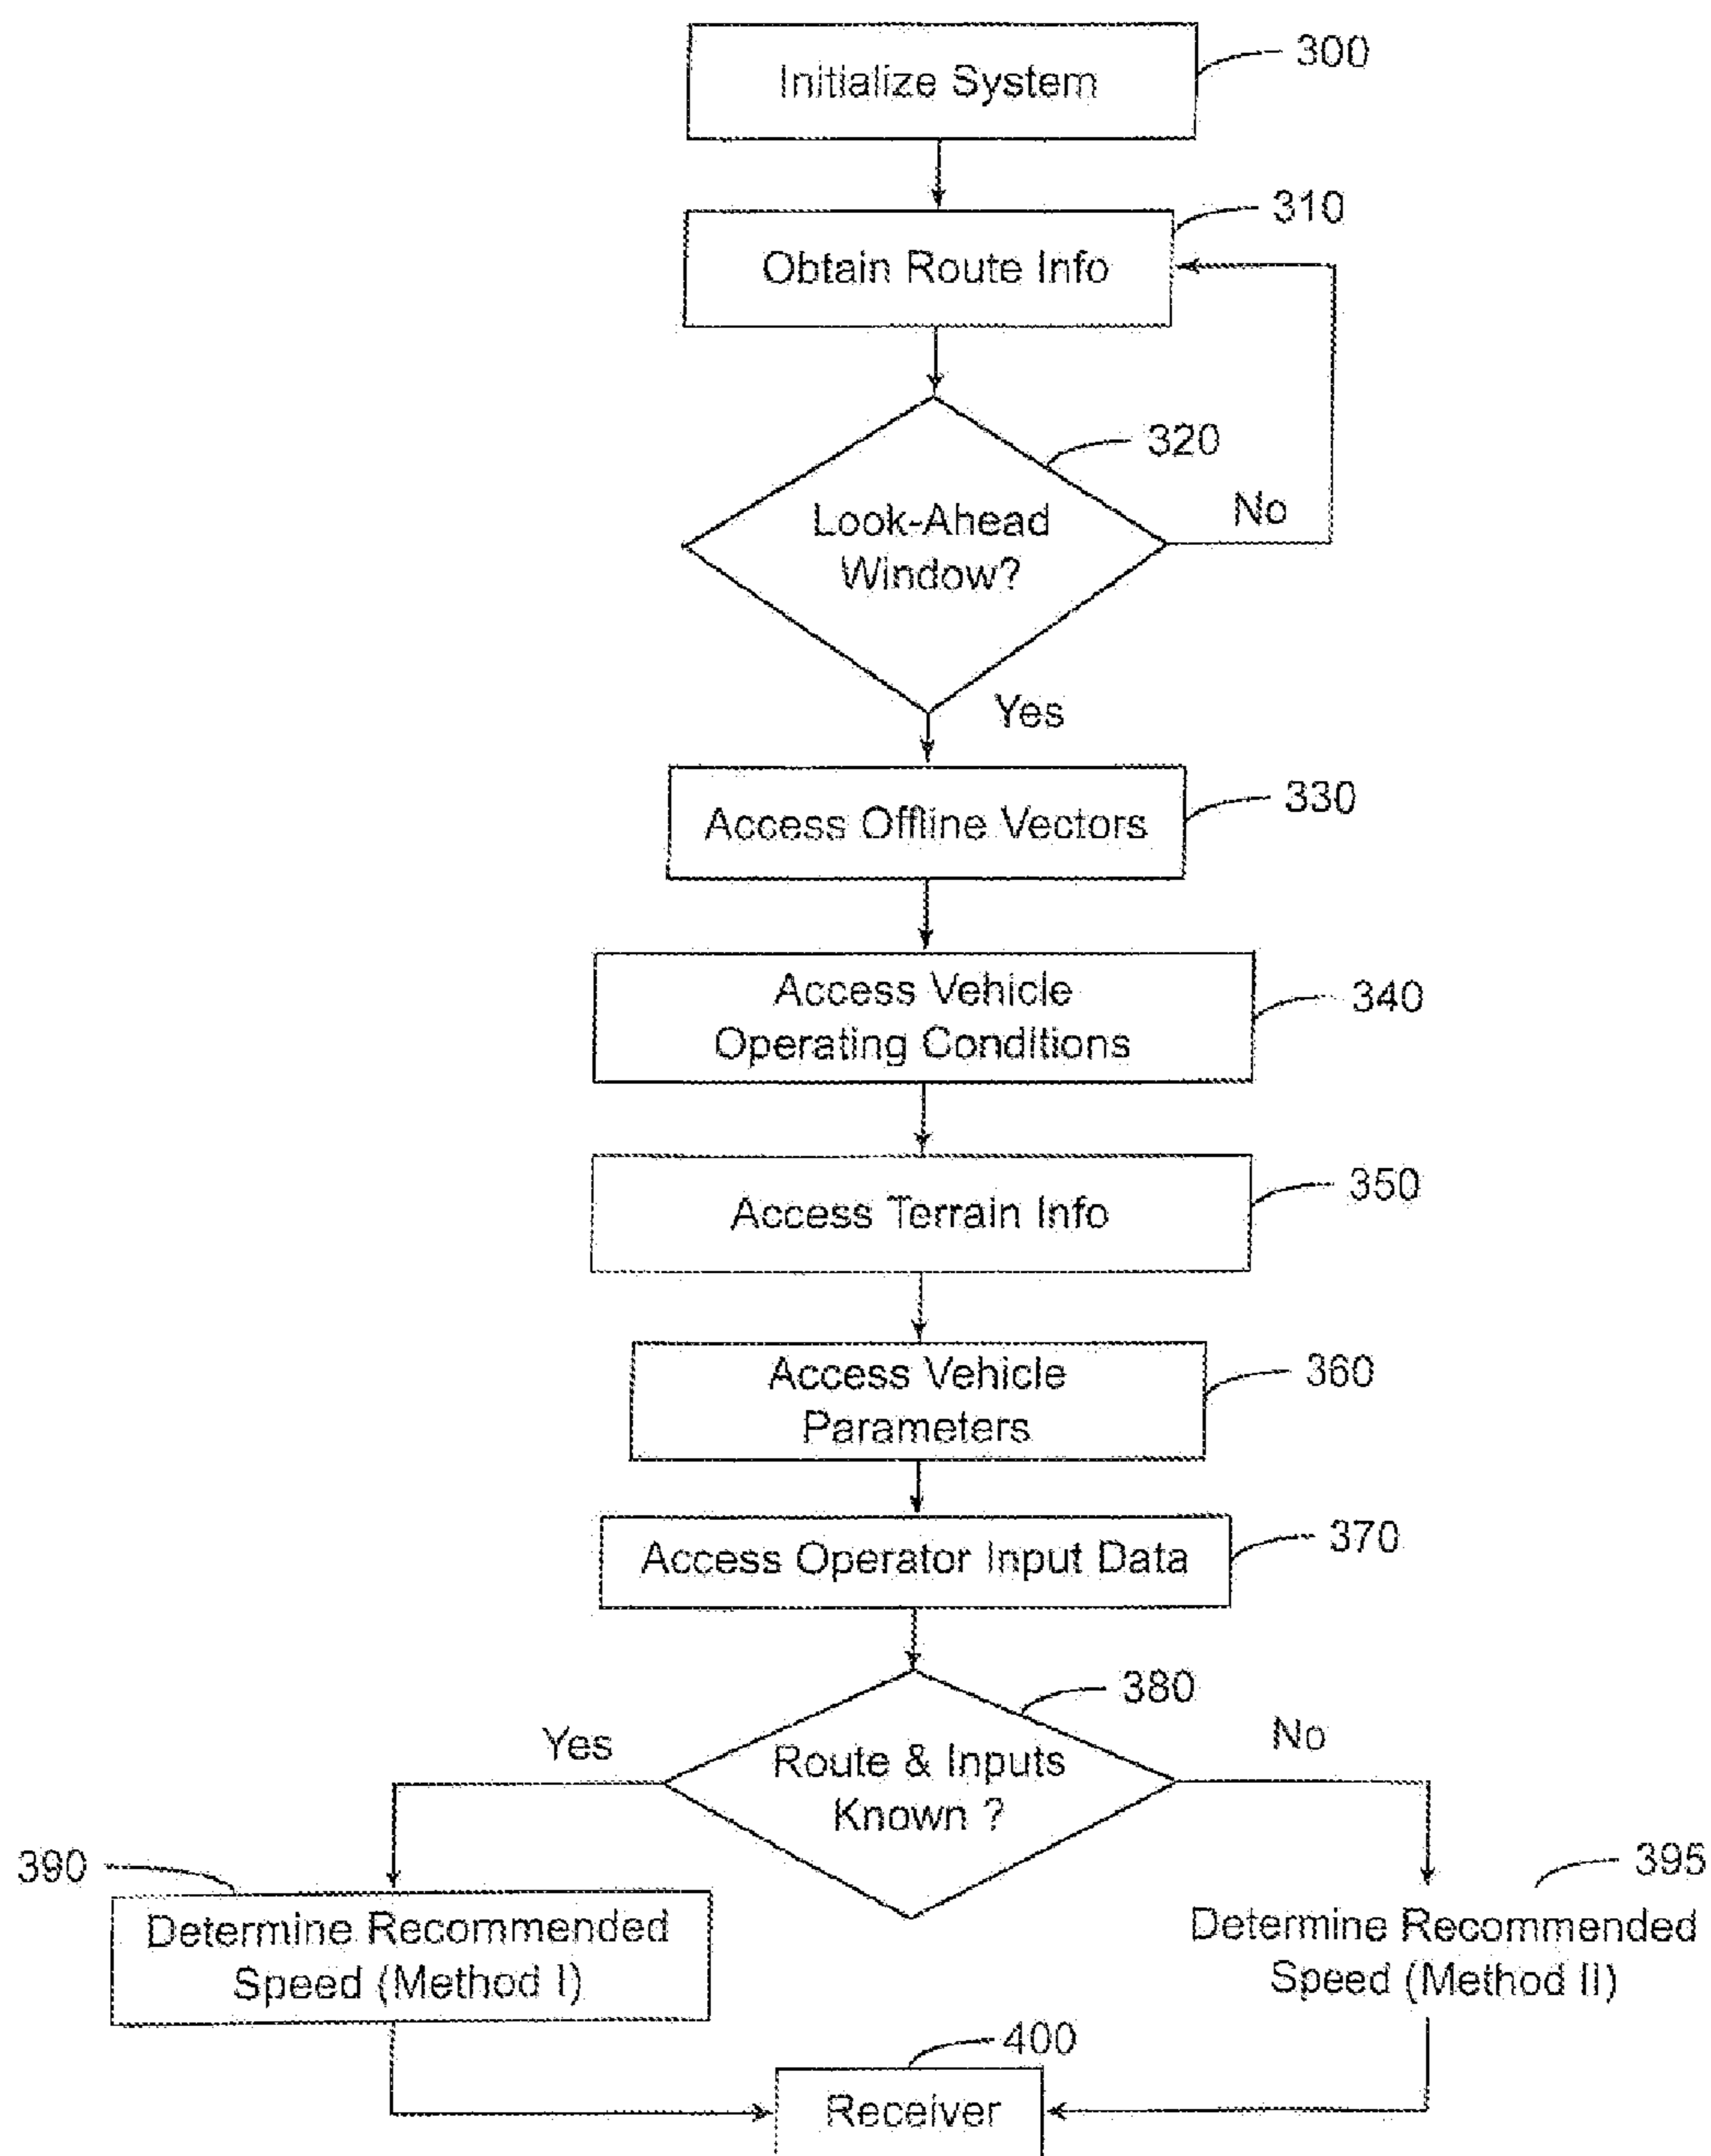 Initialize System
300
Obtain Route Info
310
Look-Ahead
Window?
320
No
Yes
Access Offline Vectors
330
Access Vehicle
Operating Conditions
340
Access Terrain Info
350
Access Vehicle
Parameters
360
Access Operator Input Data
370
Route & Inputs
Known ?
380
Yes
No
390
Determine Recommended
Speed (Method I)
395
Determine Recommended
Speed (Method II)
400
Receiver